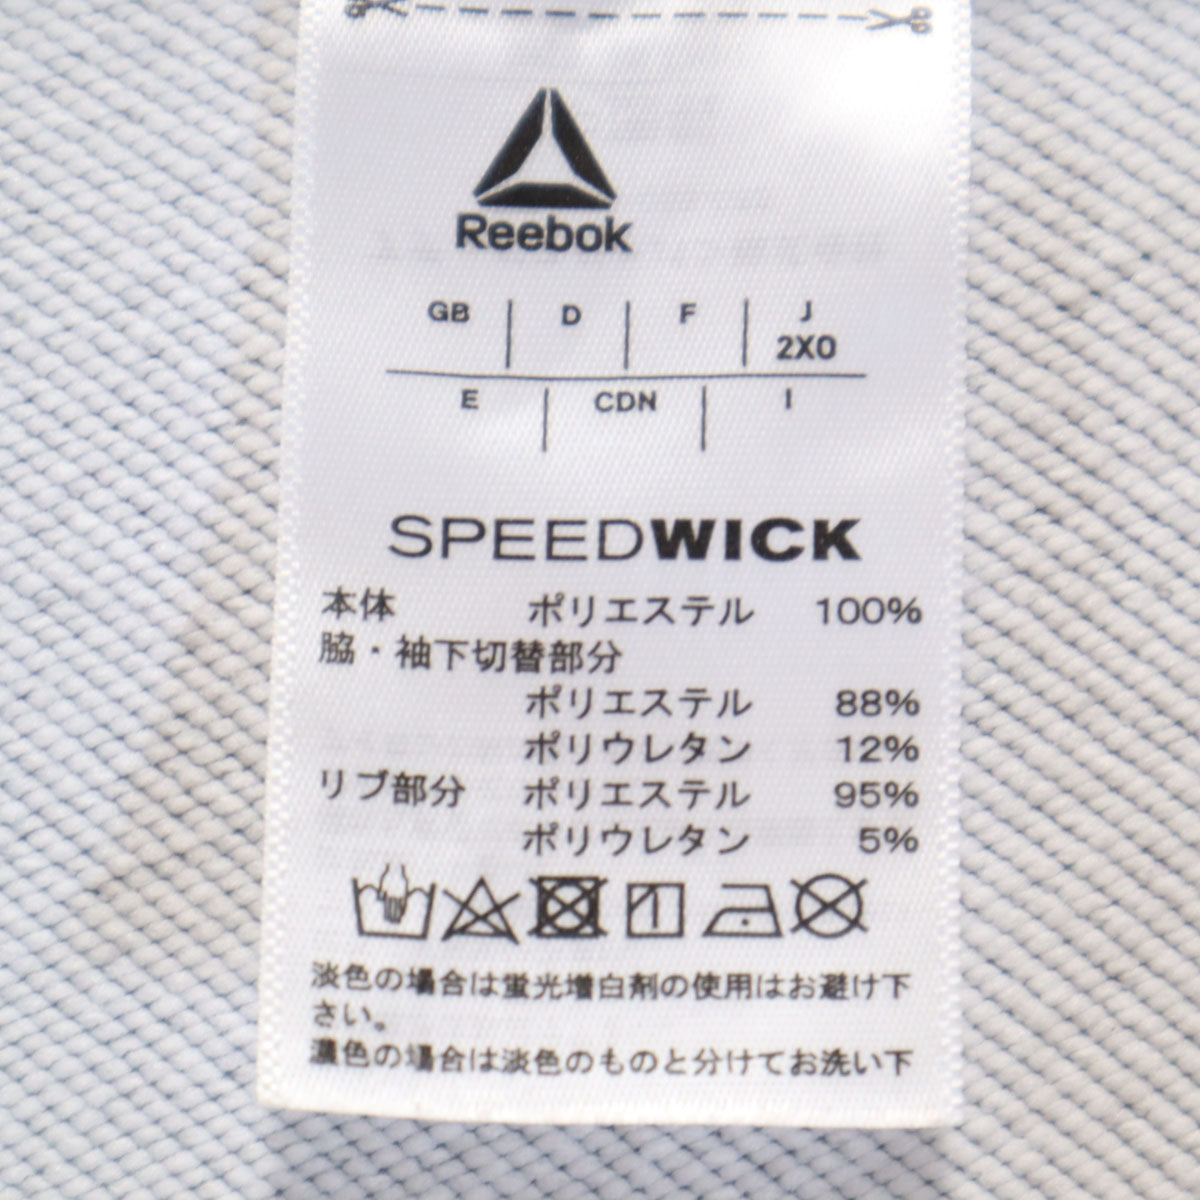 Reebok
GB D F J
2XO
E CDN I
SPEEDWICK
本体 ポリエステル 100%
脇・袖下切替部分
ポリエステル 88%
ポリウレタン 12%
リブ部分 ポリエステル 95%
ポリウレタン 5%
淡色の場合は蛍光増白剤の使用はお避け下
さい。
濃色の場合は淡色のものと分けてお洗い下